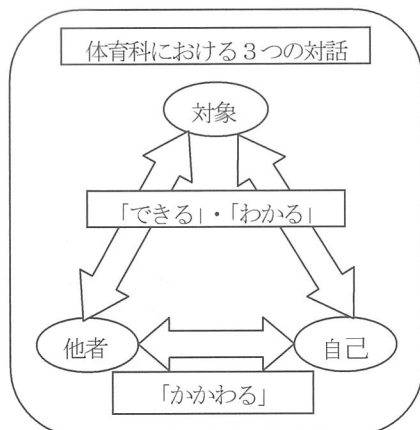 体育科における３つの対話
対象
「できる」・「わかる」
他者
自己
「かかわる」